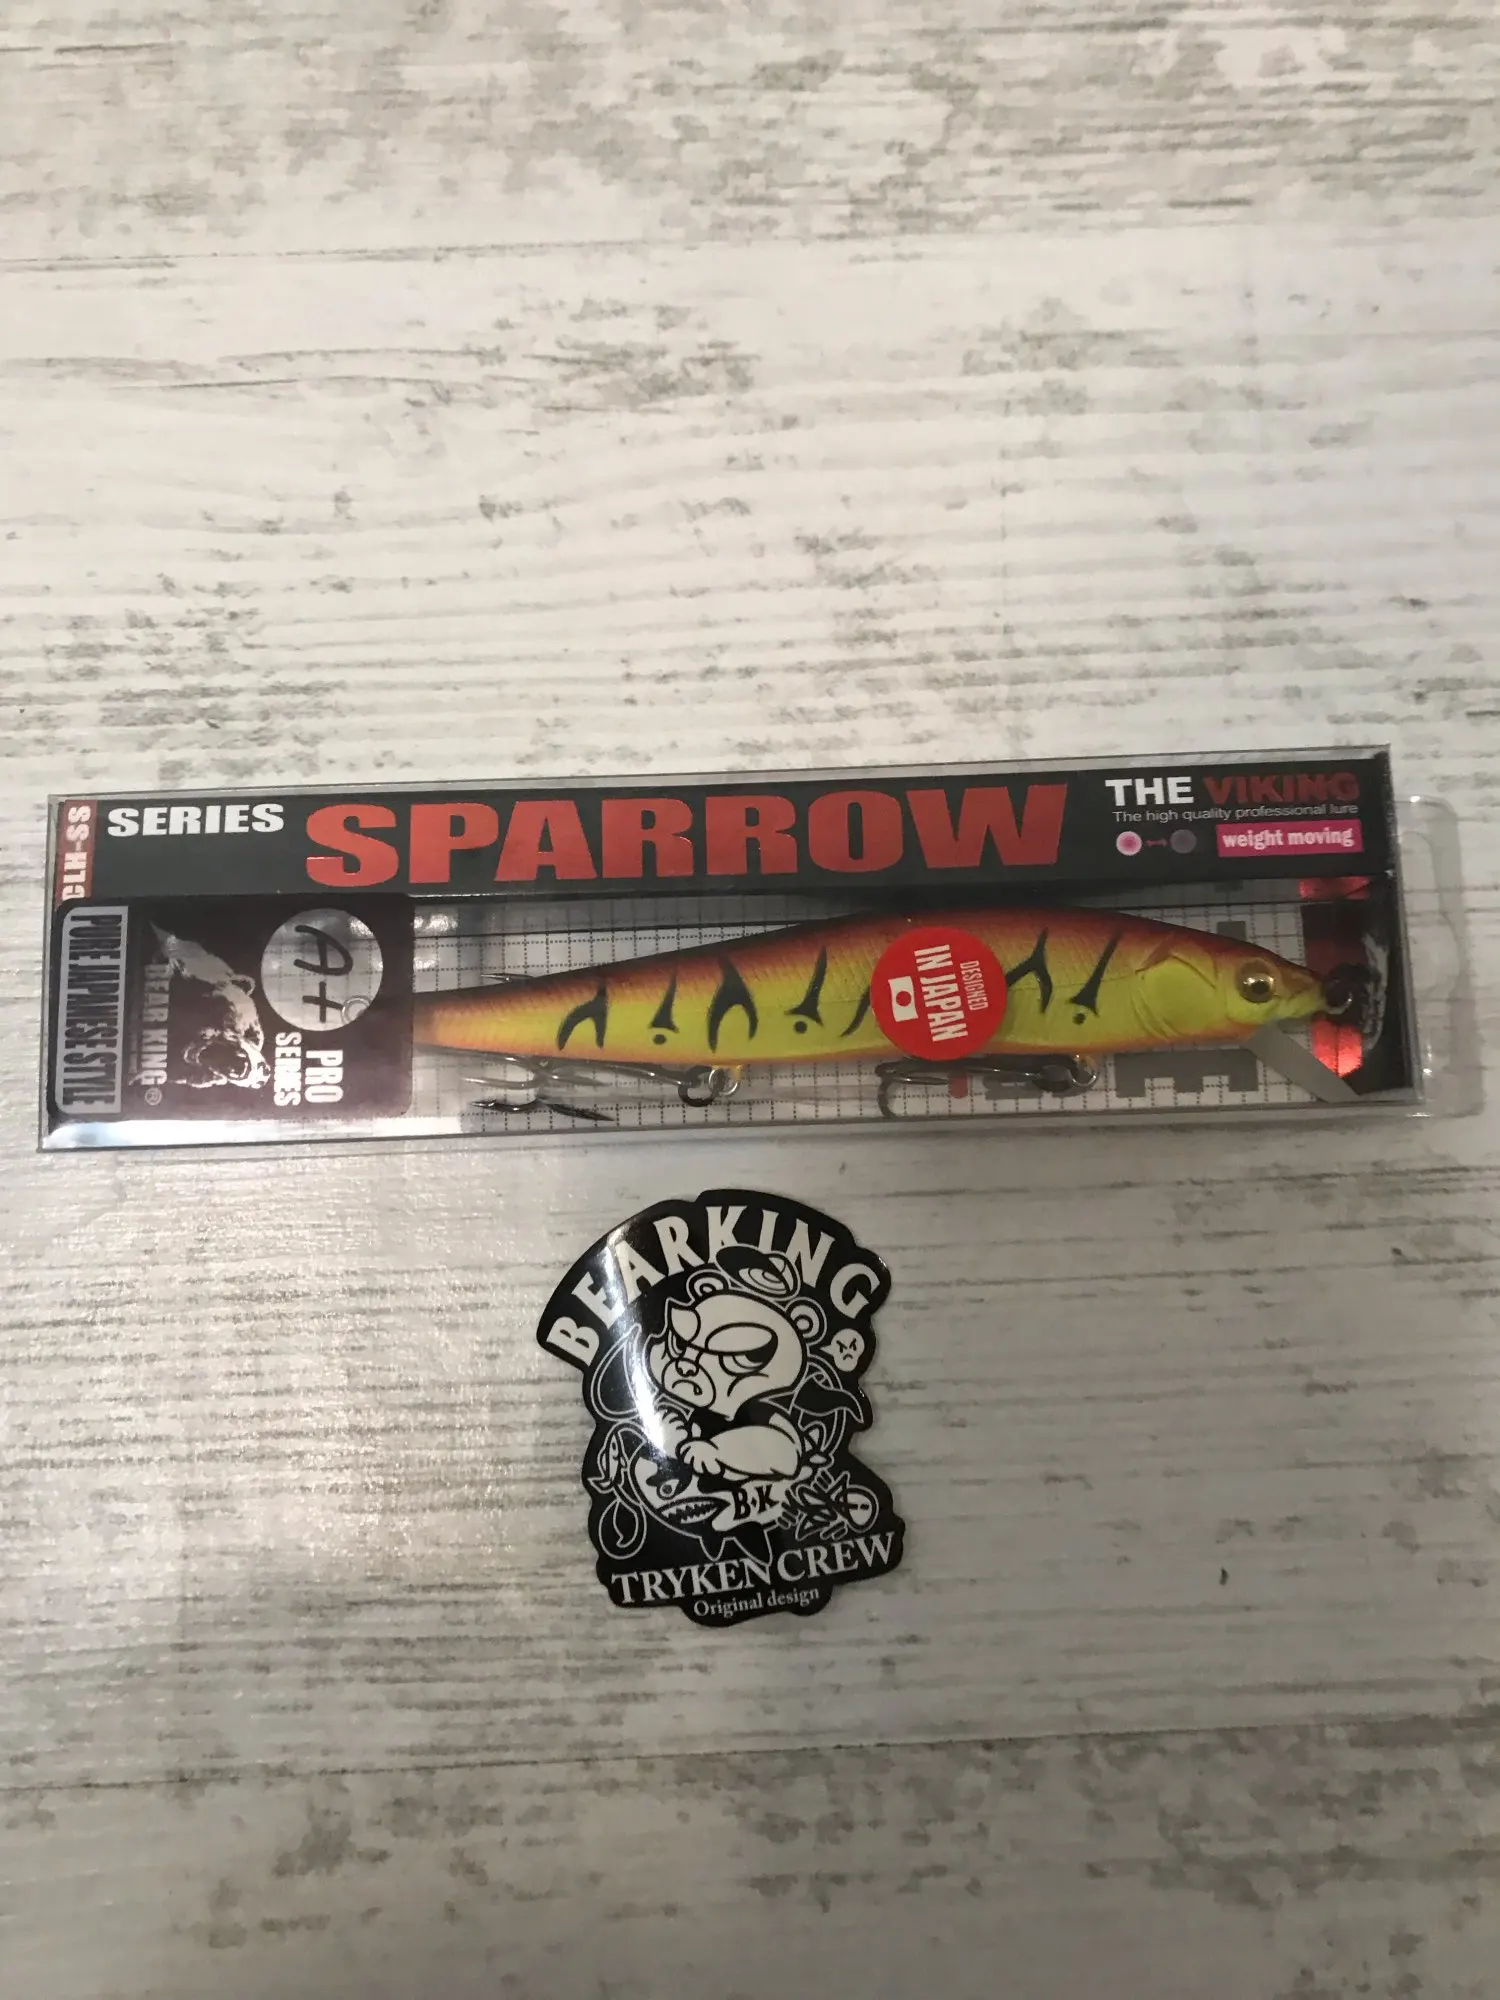 CLH-SS
SERIES
SPARROW
THE VIKING
The high quality professional lure
weight moving
PURE JAPANESE STYLE
BEAR KING®
A+
PRO
SERIES
DESIGNED
IN JAPAN
BEARKING
B·K
TRYKEN CREW
Original design